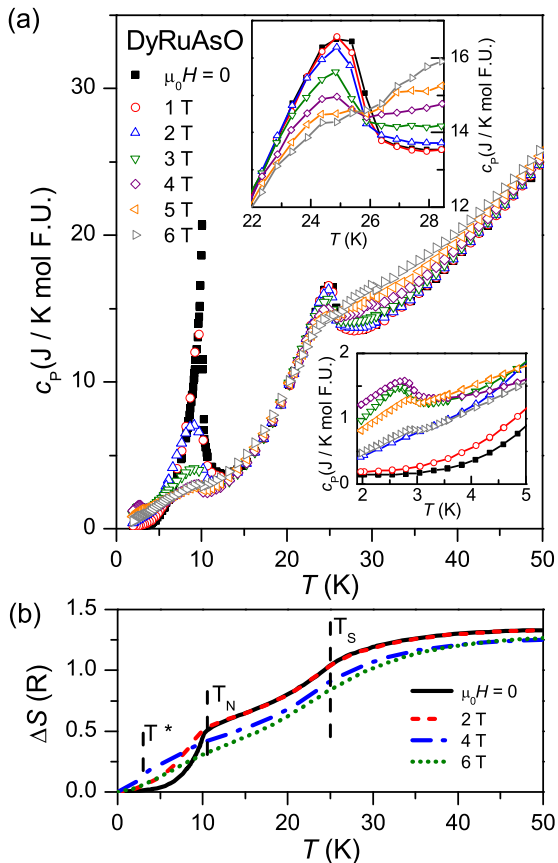 (a)
DyRuAsO
μ₀H = 0
1 T
2 T
3 T
4 T
5 T
6 T
cP(J / K mol F.U.)
0
10
20
30
0 10 20 30 40 50
T (K)
12
14
16
cP(J / K mol F.U.)
22 24 26 28
T (K)
0
1
2
cP(J / K mol F.U.)
2 3 4 5
T (K)
(b)
ΔS (R)
0.0
0.5
1.0
1.5
T *
T_N
T_S
μ₀H = 0
2 T
4 T
6 T
0 10 20 30 40 50
T (K)